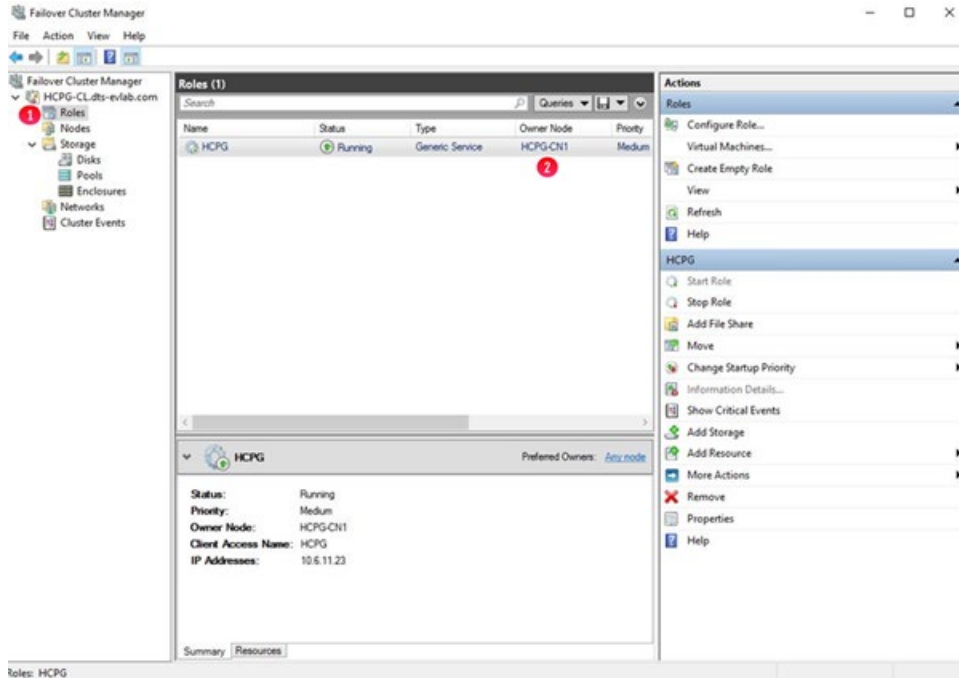 Failover Cluster Manager
File Action View Help
Failover Cluster Manager
HCPG-CL.dts-evlab.com
1 Roles
Nodes
Storage
Disks
Pools
Enclosures
Networks
Cluster Events
Roles (1)
Search Queries
Name Status Type Owner Node Priority
HCPG Running Generic Service HCPG-CN1 Medium
2
HCPG Preferred Owners: Any node
Status: Running
Priority: Medium
Owner Node: HCPG-CN1
Client Access Name: HCPG
IP Addresses: 10.6.11.23
Summary Resources
Actions
Roles
Configure Role...
Virtual Machines...
Create Empty Role
View
Refresh
Help
HCPG
Start Role
Stop Role
Add File Share
Move
Change Startup Priority
Information Details...
Show Critical Events
Add Storage
Add Resource
More Actions
Remove
Properties
Help
Roles: HCPG